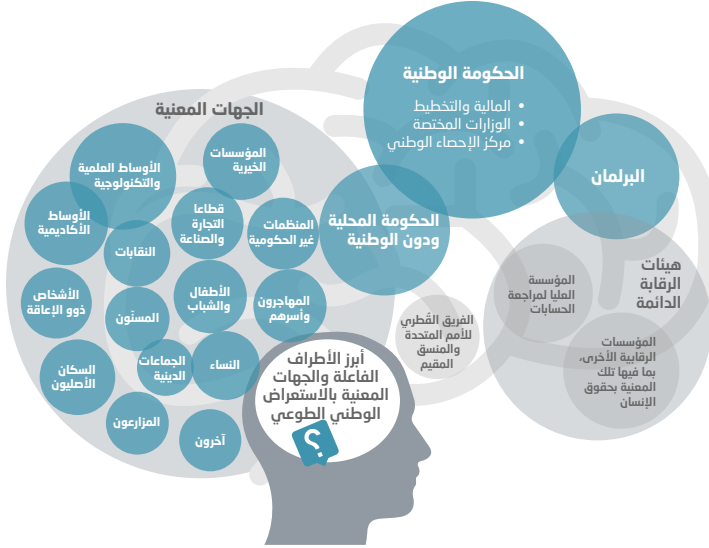 الحكومة الوطنية
• المالية والتخطيط
• الوزارات المختصة
• مركز الإحصاء الوطني
البرلمان
هيئات
الرقابة
الدائمة
المؤسسة
العليا لمراجعة
الحسابات
المؤسسات
الرقابية الأخرى،
بما فيها تلك
المعنية بحقوق
الإنسان
الحكومة المحلية
ودون الوطنية
الفريق القُطري
للأمم المتحدة
والمنسق
المقيم
الجهات المعنية
المؤسسات
الخيرية
الأوساط العلمية
والتكنولوجية
الأوساط
الأكاديمية
قطاعا
التجارة
والصناعة
المنظمات
غير الحكومية
النقابات
الأشخاص
ذوو الإعاقة
الأطفال
والشباب
المهاجرون
وأسرهم
المسنّون
النساء
الجماعات
الدينية
السكان
الأصليون
المزارعون
آخرون
أبرز الأطراف
الفاعلة والجهات
المعنية بالاستعراض
الوطني الطوعي
؟